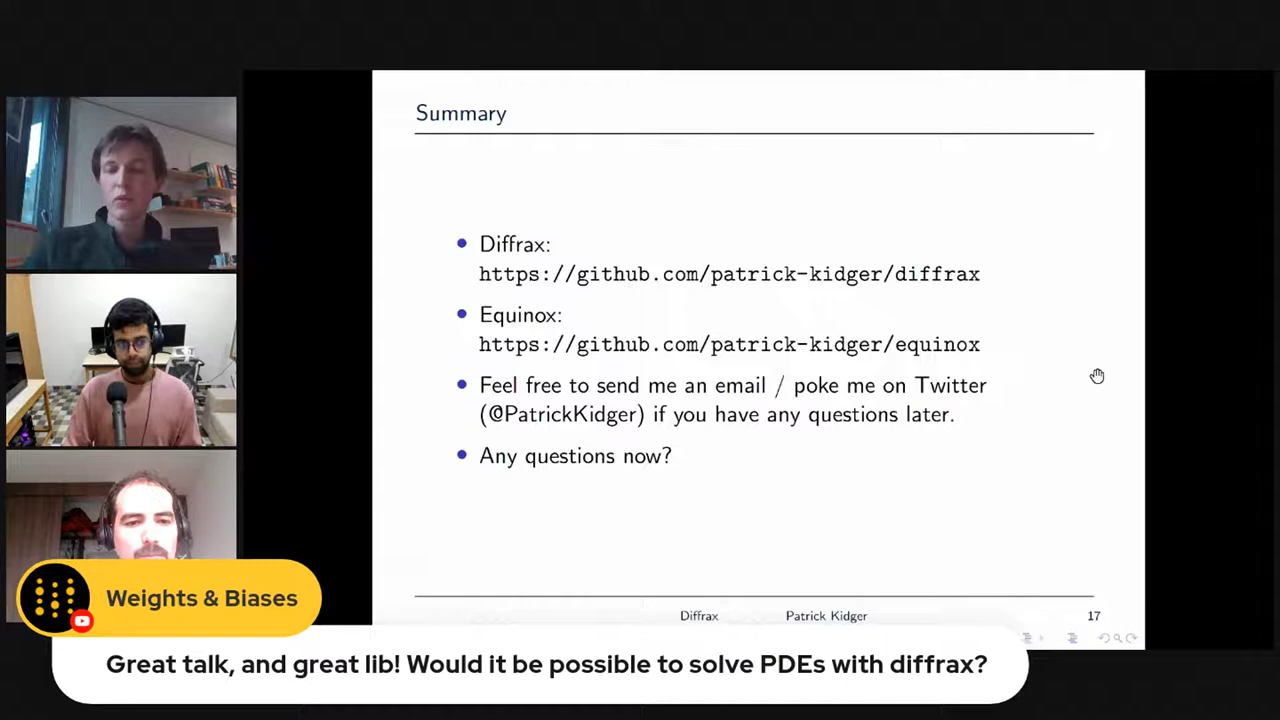 Summary
• Diffrax:
https://github.com/patrick-kidger/diffrax
• Equinox:
https://github.com/patrick-kidger/equinox
• Feel free to send me an email / poke me on Twitter
(@PatrickKidger) if you have any questions later.
• Any questions now?
Diffrax Patrick Kidger 17
Weights & Biases
Great talk, and great lib! Would it be possible to solve PDEs with diffrax?